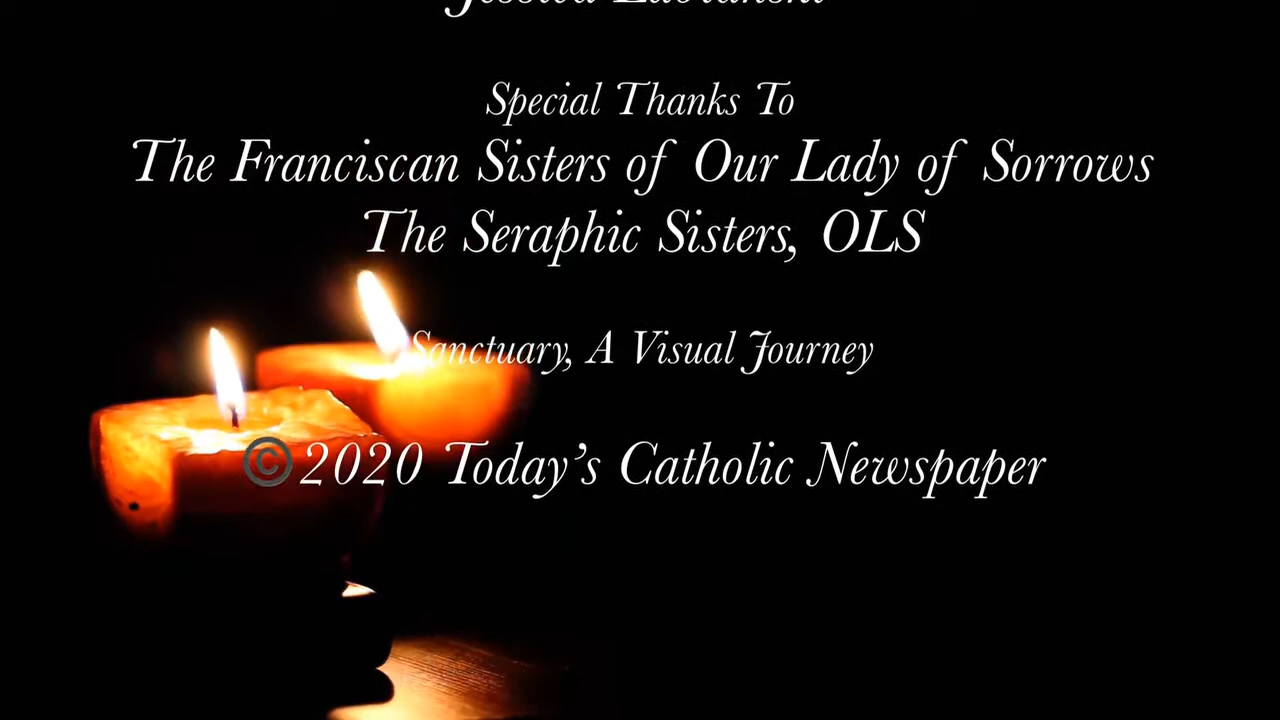 Special Thanks To
The Franciscan Sisters of Our Lady of Sorrows
The Seraphic Sisters, OLS
Sanctuary, A Visual Journey
©2020 Today's Catholic Newspaper